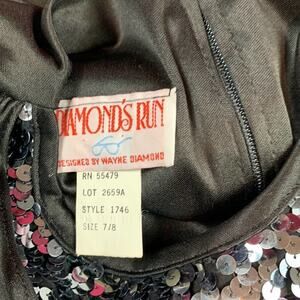 DIAMOND'S RUN
DESIGNED BY WAYNE DIAMOND
RN 55479
LOT 2659A
STYLE 1746
SIZE 7/8